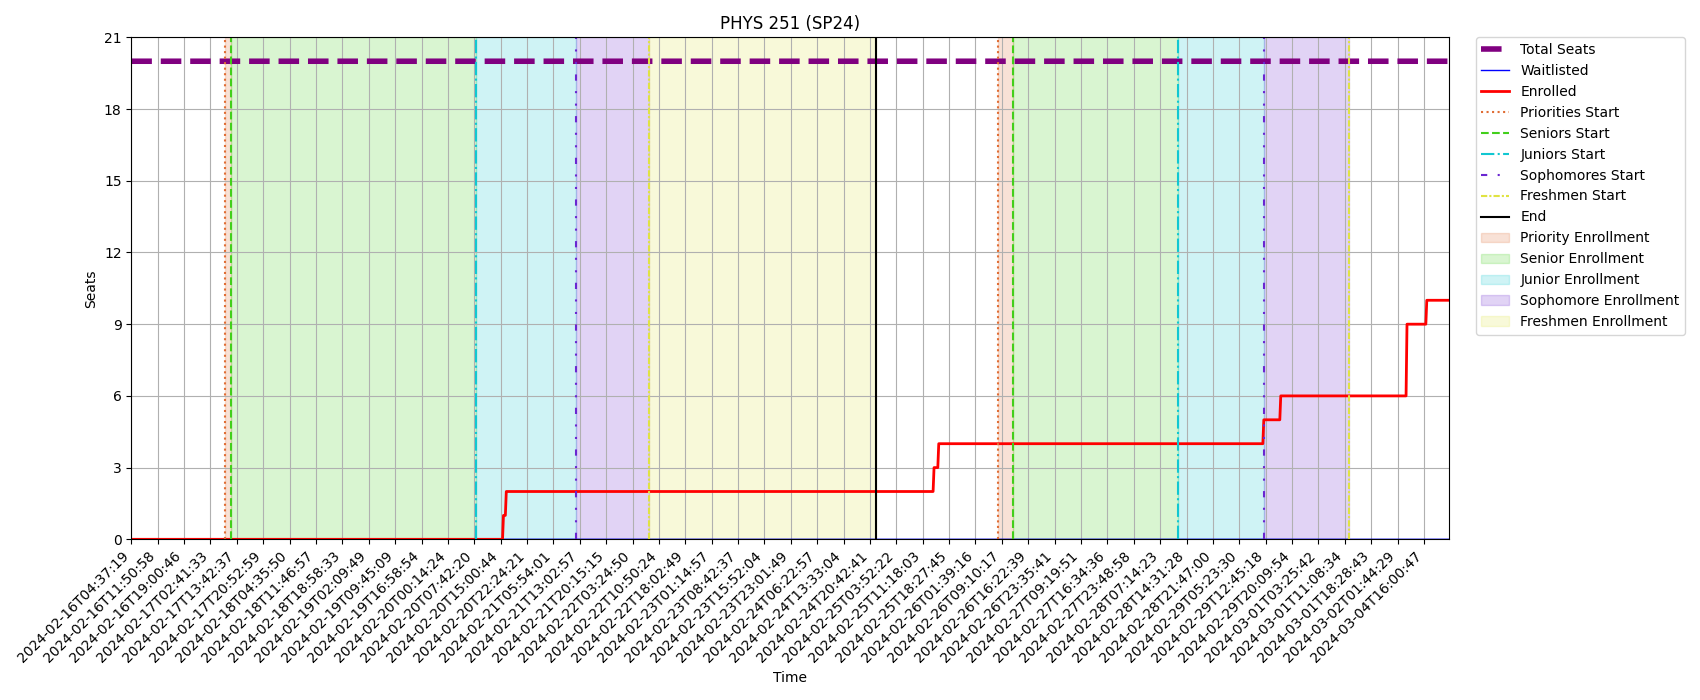 PHYS 251 (SP24)
21
18
15
12
9
6
3
0
Seats
2024-02-16T04:37:19
2024-02-16T11:50:58
2024-02-16T19:00:46
2024-02-17T02:41:33
2024-02-17T13:42:37
2024-02-17T20:52:59
2024-02-18T04:35:50
2024-02-18T11:46:57
2024-02-18T18:58:33
2024-02-19T02:09:49
2024-02-19T09:45:09
2024-02-19T16:58:54
2024-02-20T00:14:24
2024-02-20T07:42:20
2024-02-20T15:00:44
2024-02-20T22:24:21
2024-02-21T05:54:01
2024-02-21T13:02:57
2024-02-21T20:15:15
2024-02-22T03:24:50
2024-02-22T10:50:24
2024-02-22T18:02:49
2024-02-23T01:14:57
2024-02-23T08:42:37
2024-02-23T15:52:04
2024-02-23T23:01:49
2024-02-24T06:22:57
2024-02-24T13:33:04
2024-02-24T20:42:41
2024-02-25T03:52:22
2024-02-25T11:18:03
2024-02-25T18:27:45
2024-02-26T01:39:16
2024-02-26T09:10:17
2024-02-26T16:22:39
2024-02-26T23:35:41
2024-02-27T09:19:51
2024-02-27T16:34:36
2024-02-27T23:48:58
2024-02-28T07:14:23
2024-02-28T14:31:28
2024-02-28T21:47:00
2024-02-29T05:23:30
2024-02-29T12:45:18
2024-02-29T20:09:54
2024-03-01T03:25:42
2024-03-01T11:08:34
2024-03-01T18:28:43
2024-03-02T01:44:29
2024-03-04T16:00:47
Time
Total Seats
Waitlisted
Enrolled
Priorities Start
Seniors Start
Juniors Start
Sophomores Start
Freshmen Start
End
Priority Enrollment
Senior Enrollment
Junior Enrollment
Sophomore Enrollment
Freshmen Enrollment